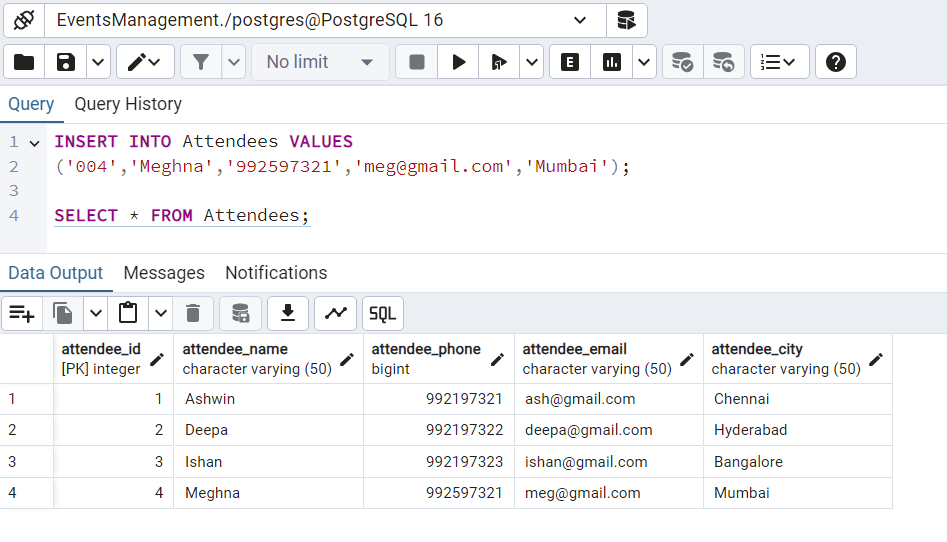 EventsManagement./postgres@PostgreSQL 16
No limit
E
?
Query Query History
1 INSERT INTO Attendees VALUES
2 ('004','Meghna','992597321','meg@gmail.com','Mumbai');
3
4 SELECT * FROM Attendees;
Data Output Messages Notifications
SQL
attendee_id attendee_name attendee_phone attendee_email attendee_city
[PK] integer character varying (50) bigint character varying (50) character varying (50)
1 1 Ashwin 992197321 ash@gmail.com Chennai
2 2 Deepa 992197322 deepa@gmail.com Hyderabad
3 3 Ishan 992197323 ishan@gmail.com Bangalore
4 4 Meghna 992597321 meg@gmail.com Mumbai